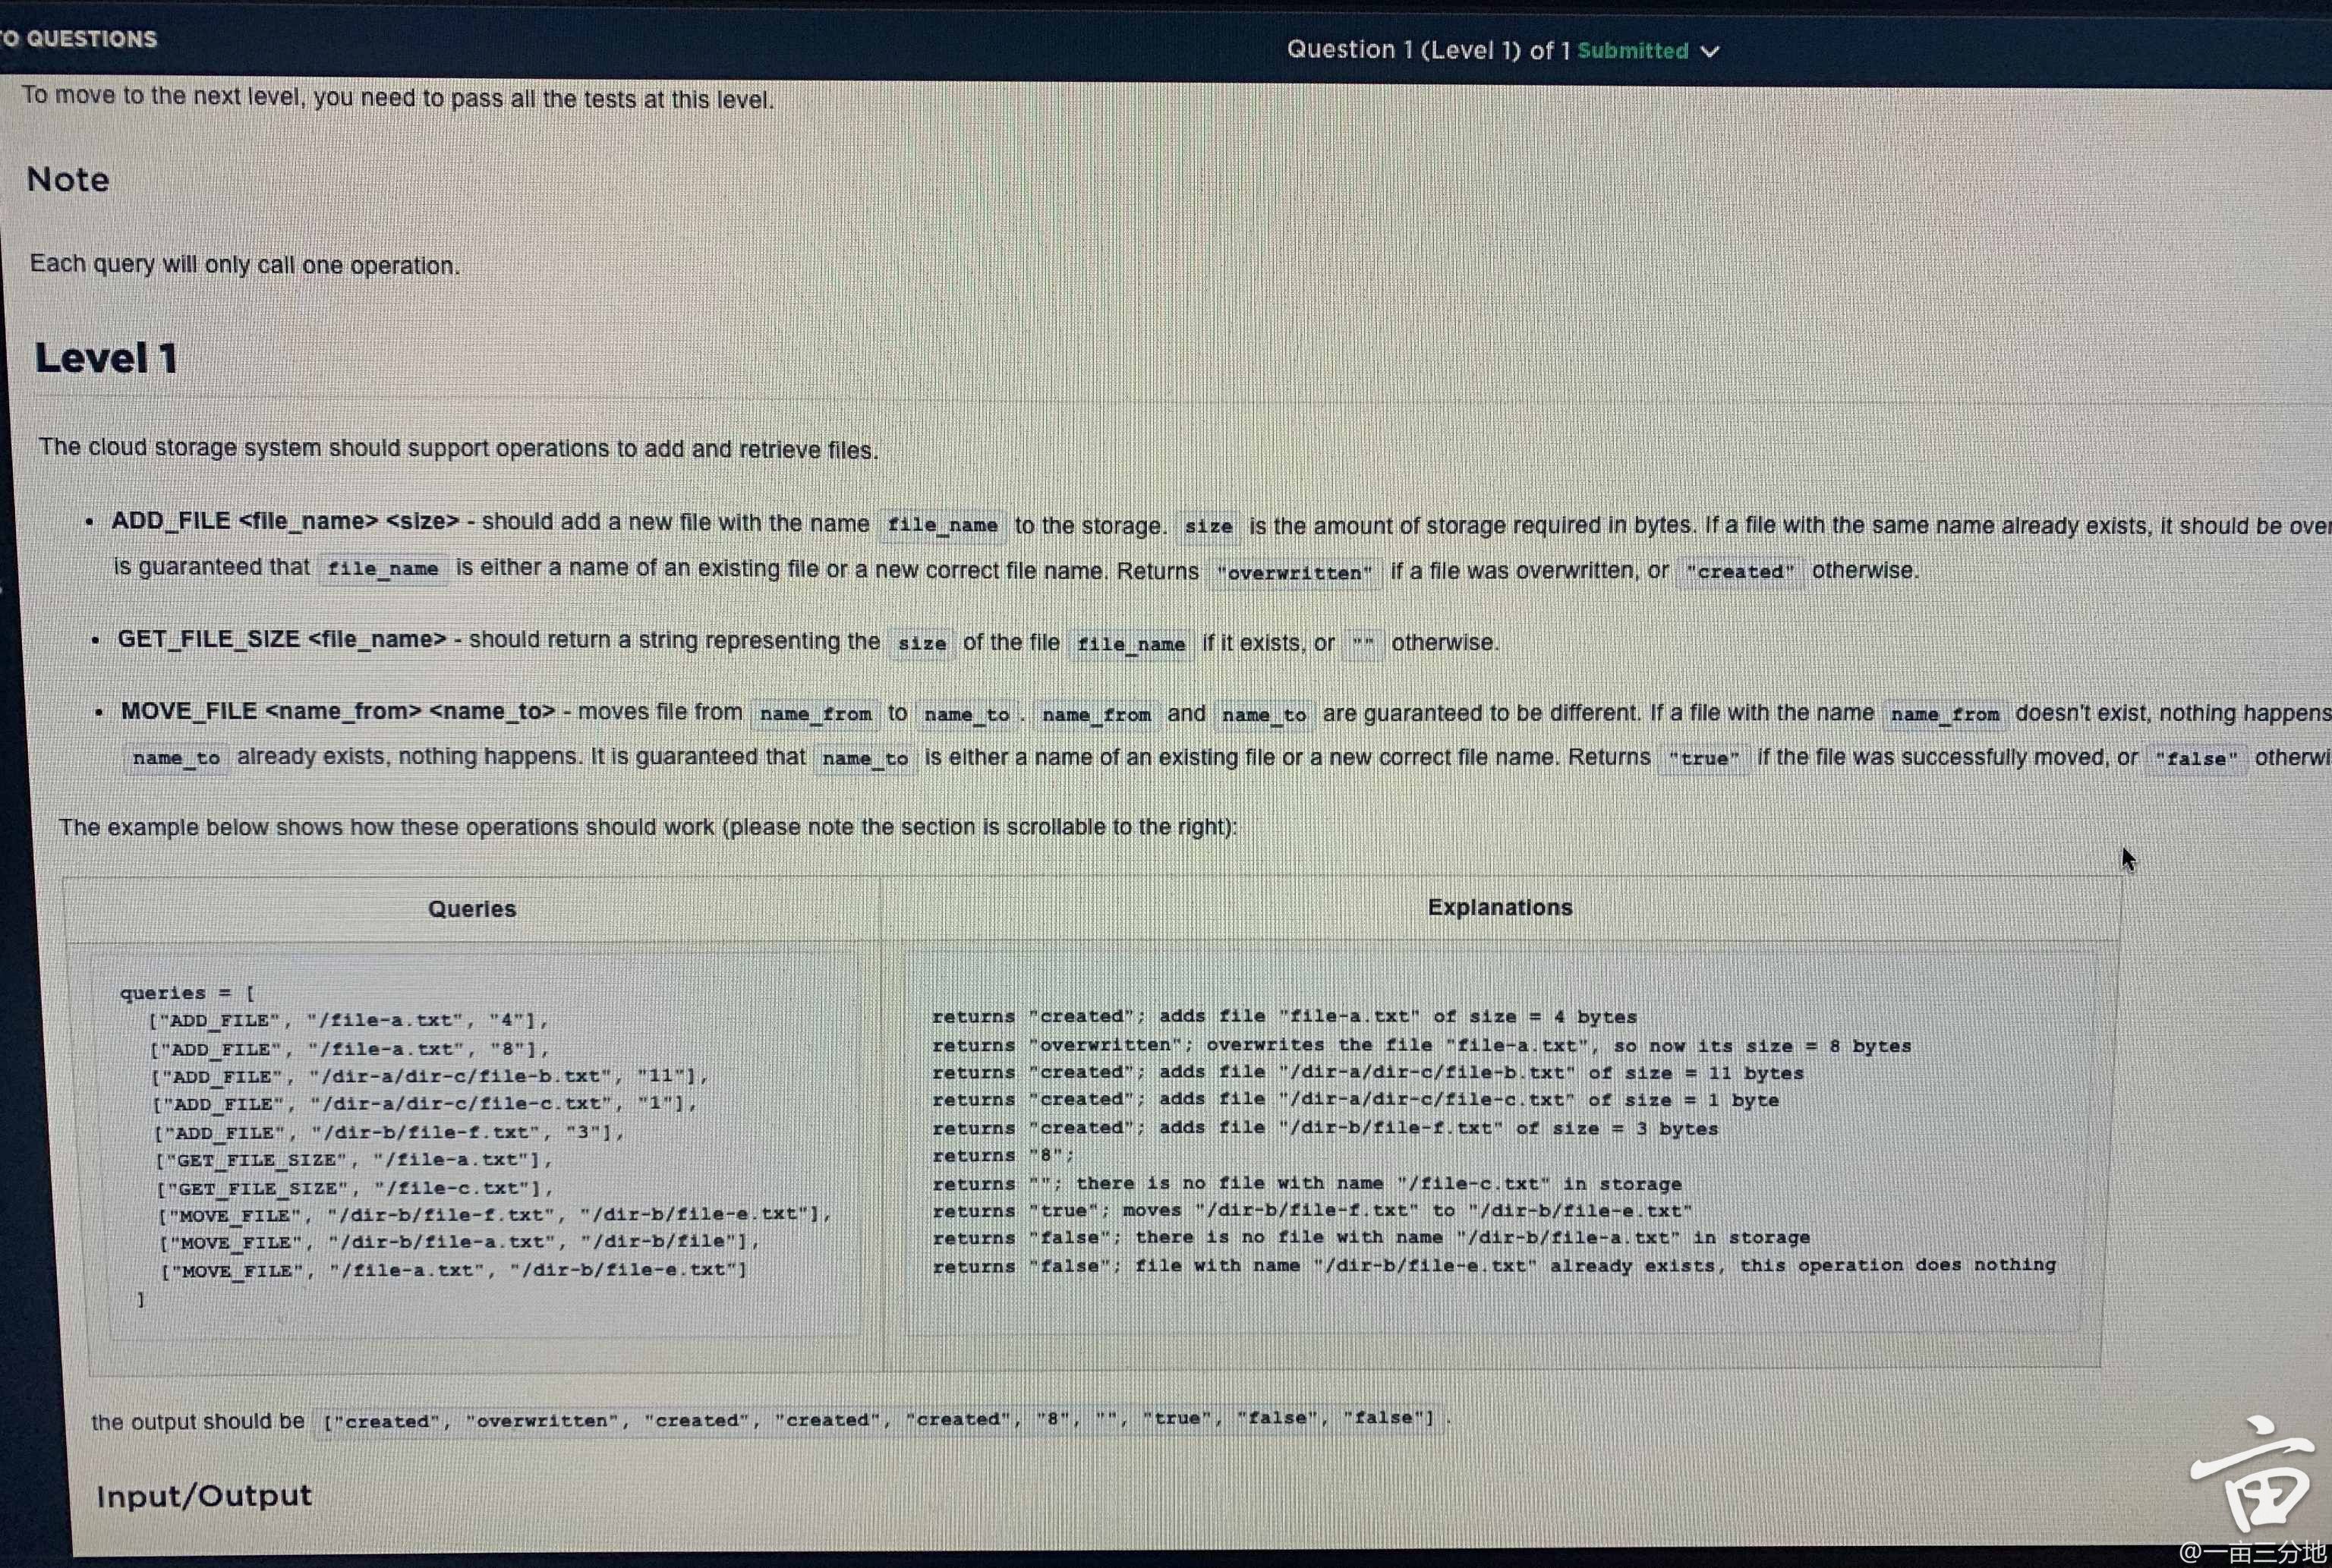 TO QUESTIONS
Question 1 (Level 1) of 1 Submitted
To move to the next level, you need to pass all the tests at this level.
Note
Each query will only call one operation.
Level 1
The cloud storage system should support operations to add and retrieve files.
• ADD_FILE <file_name> <size> - should add a new file with the name file_name to the storage. size is the amount of storage required in bytes. If a file with the same name already exists, it should be over
is guaranteed that file_name is either a name of an existing file or a new correct file name. Returns "overwritten" if a file was overwritten, or "created" otherwise.
• GET_FILE_SIZE <file_name> - should return a string representing the size of the file file_name if it exists, or "" otherwise.
• MOVE_FILE <name_from> <name_to> - moves file from name_from to name_to. name_from and name_to are guaranteed to be different. If a file with the name name_from doesn't exist, nothing happens
name_to already exists, nothing happens. It is guaranteed that name_to is either a name of an existing file or a new correct file name. Returns "true" if the file was successfully moved, or "false" otherwi
The example below shows how these operations should work (please note the section is scrollable to the right):
Queries Explanations
queries = [
["ADD_FILE", "/file-a.txt", "4"], returns "created"; adds file "file-a.txt" of size = 4 bytes
["ADD_FILE", "/file-a.txt", "8"], returns "overwritten"; overwrites the file "file-a.txt", so now its size = 8 bytes
["ADD_FILE", "/dir-a/dir-c/file-b.txt", "11"], returns "created"; adds file "/dir-a/dir-c/file-b.txt" of size = 11 bytes
["ADD_FILE", "/dir-a/dir-c/file-c.txt", "1"], returns "created"; adds file "/dir-a/dir-c/file-c.txt" of size = 1 byte
["ADD_FILE", "/dir-b/file-f.txt", "3"], returns "created"; adds file "/dir-b/file-f.txt" of size = 3 bytes
["GET_FILE_SIZE", "/file-a.txt"], returns "8";
["GET_FILE_SIZE", "/file-c.txt"], returns ""; there is no file with name "/file-c.txt" in storage
["MOVE_FILE", "/dir-b/file-f.txt", "/dir-b/file-e.txt"], returns "true"; moves "/dir-b/file-f.txt" to "/dir-b/file-e.txt"
["MOVE_FILE", "/dir-b/file-a.txt", "/dir-b/file"], returns "false"; there is no file with name "/dir-b/file-a.txt" in storage
["MOVE_FILE", "/file-a.txt", "/dir-b/file-e.txt"] returns "false"; file with name "/dir-b/file-e.txt" already exists, this operation does nothing
]
the output should be ["created", "overwritten", "created", "created", "created", "8", "", "true", "false", "false"].
Input/Output
亩
@一亩三分地